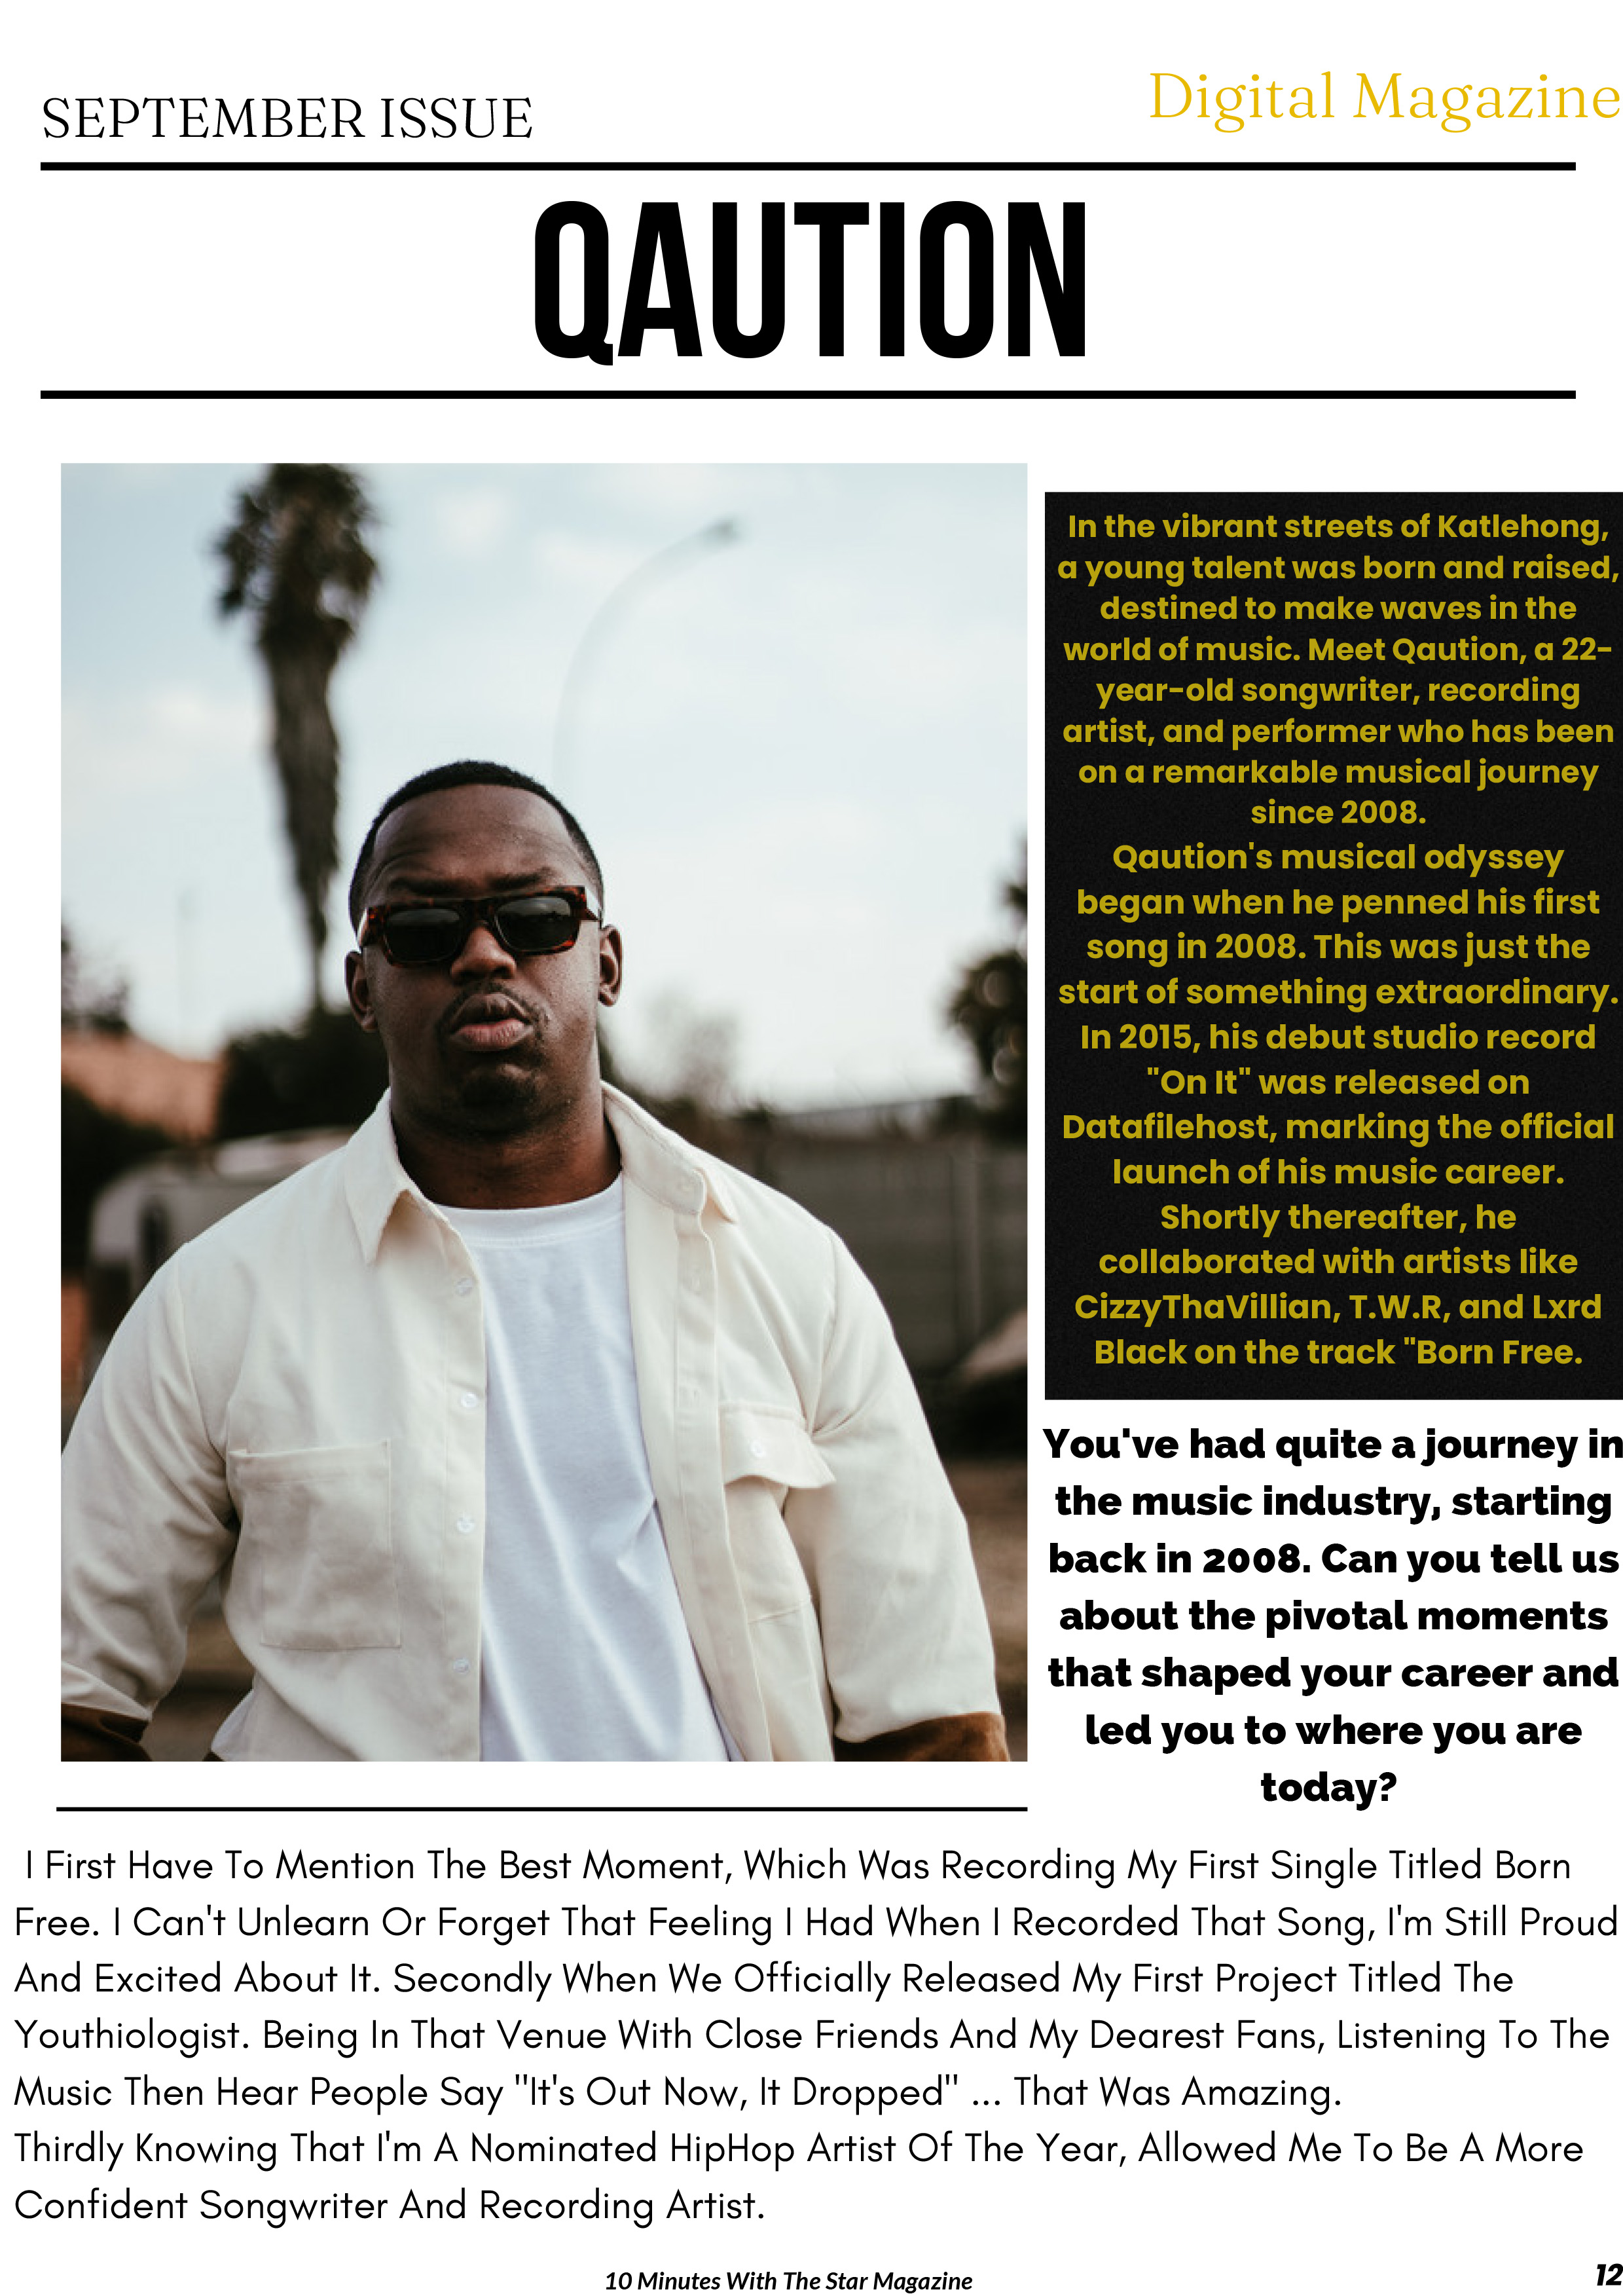 SEPTEMBER ISSUE
Digital Magazine
QAUTION
In the vibrant streets of Katlehong,
a young talent was born and raised,
destined to make waves in the
world of music. Meet Qaution, a 22-
year-old songwriter, recording
artist, and performer who has been
on a remarkable musical journey
since 2008.
Qaution's musical odyssey
began when he penned his first
song in 2008. This was just the
start of something extraordinary.
In 2015, his debut studio record
"On It" was released on
Datafilehost, marking the official
launch of his music career.
Shortly thereafter, he
collaborated with artists like
CizzyThaVillian, T.W.R, and Lxrd
Black on the track "Born Free.
You've had quite a journey in
the music industry, starting
back in 2008. Can you tell us
about the pivotal moments
that shaped your career and
led you to where you are
today?
I First Have To Mention The Best Moment, Which Was Recording My First Single Titled Born
Free. I Can't Unlearn Or Forget That Feeling I Had When I Recorded That Song, I'm Still Proud
And Excited About It. Secondly When We Officially Released My First Project Titled The
Youthiologist. Being In That Venue With Close Friends And My Dearest Fans, Listening To The
Music Then Hear People Say "It's Out Now, It Dropped" ... That Was Amazing.
Thirdly Knowing That I'm A Nominated HipHop Artist Of The Year, Allowed Me To Be A More
Confident Songwriter And Recording Artist.
10 Minutes With The Star Magazine
12